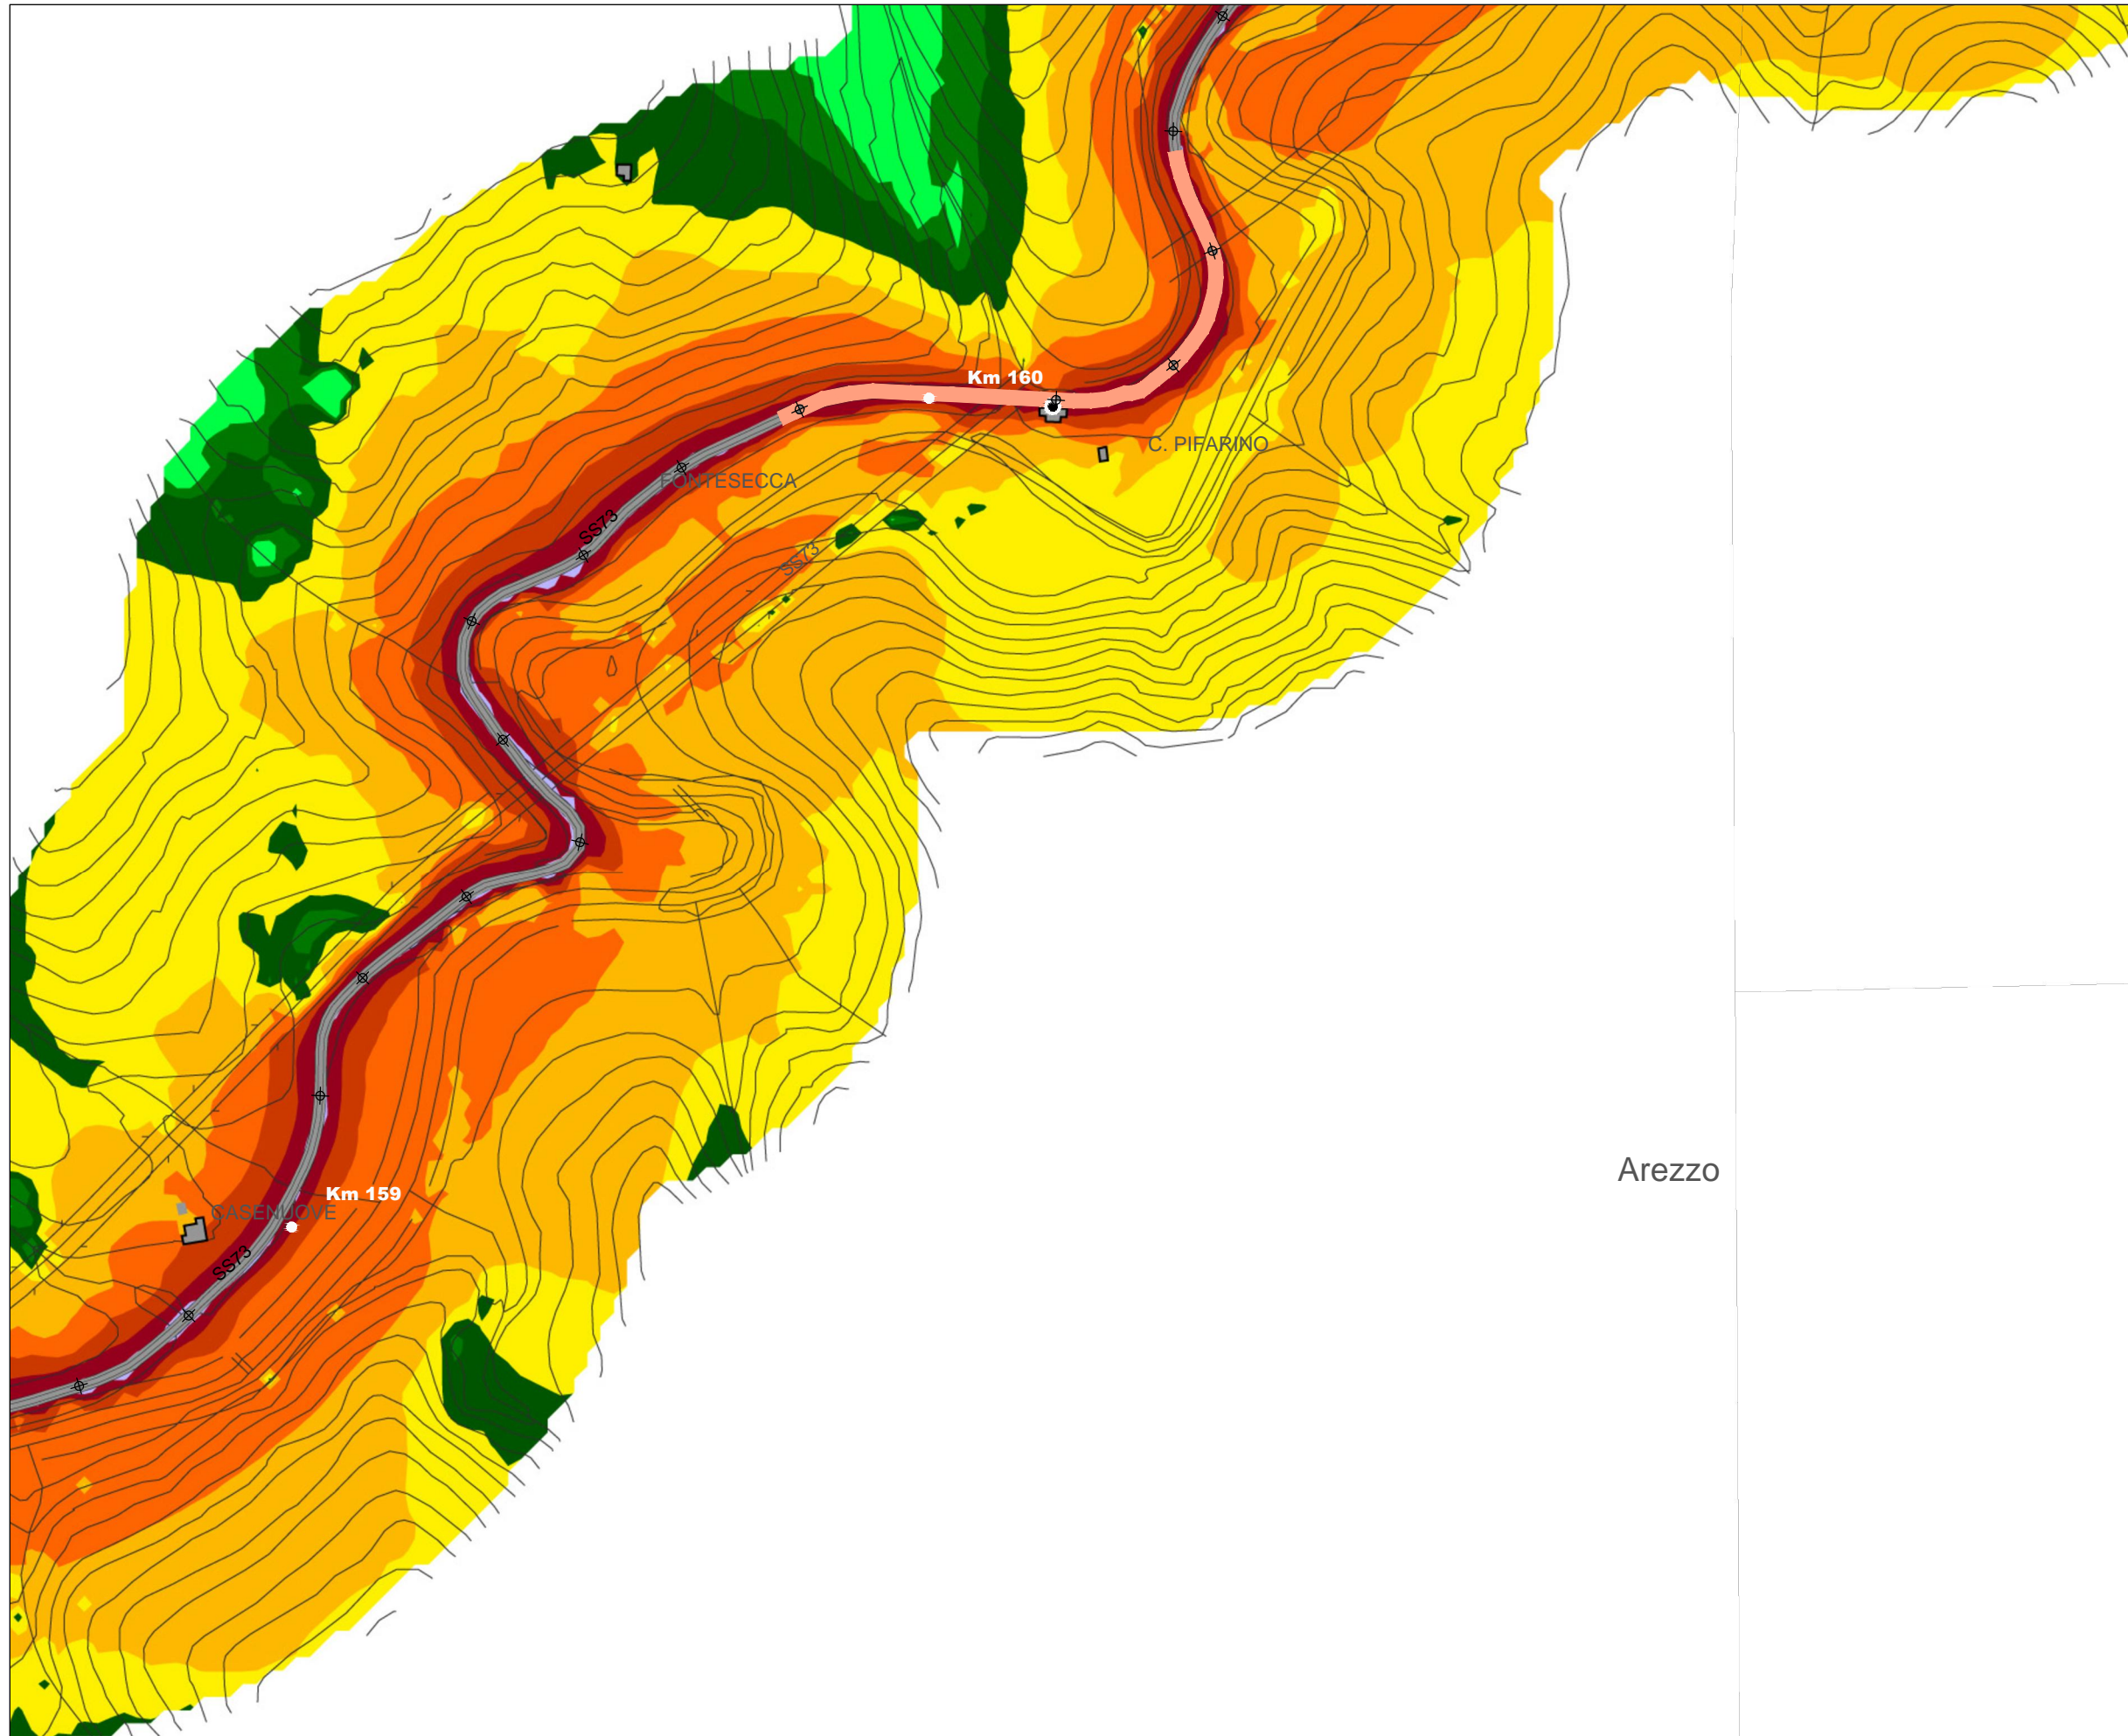 Km 160
C. PIFARINO
FONTESECCA
SS73
SS73
Arezzo
Km 159
CASENUOVE
SS73